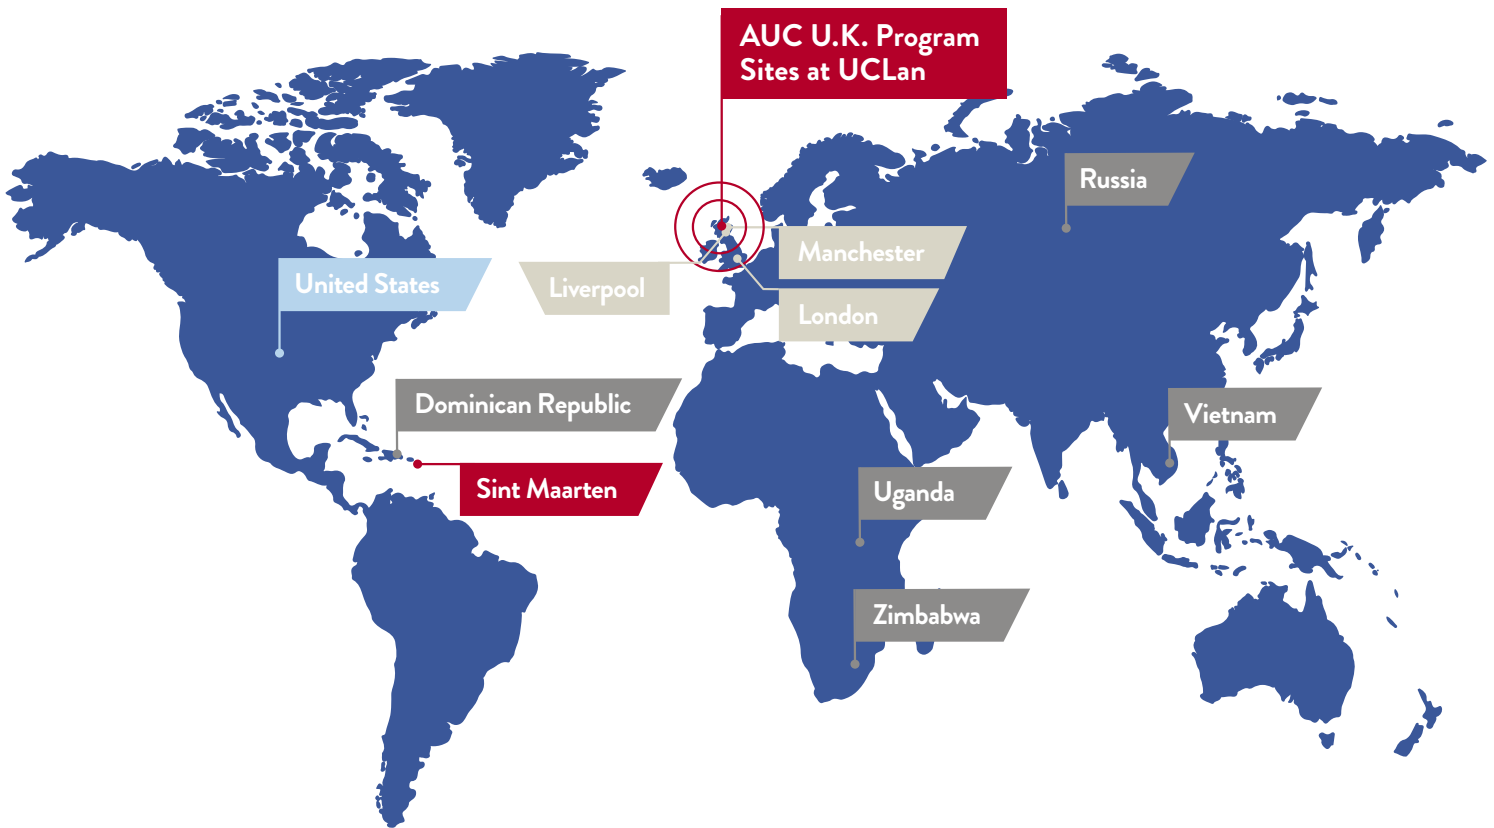 AUC U.K. Program
Sites at UCLan
Russia
Manchester
United States
Liverpool
London
Dominican Republic
Vietnam
Sint Maarten
Uganda
Zimbabwa